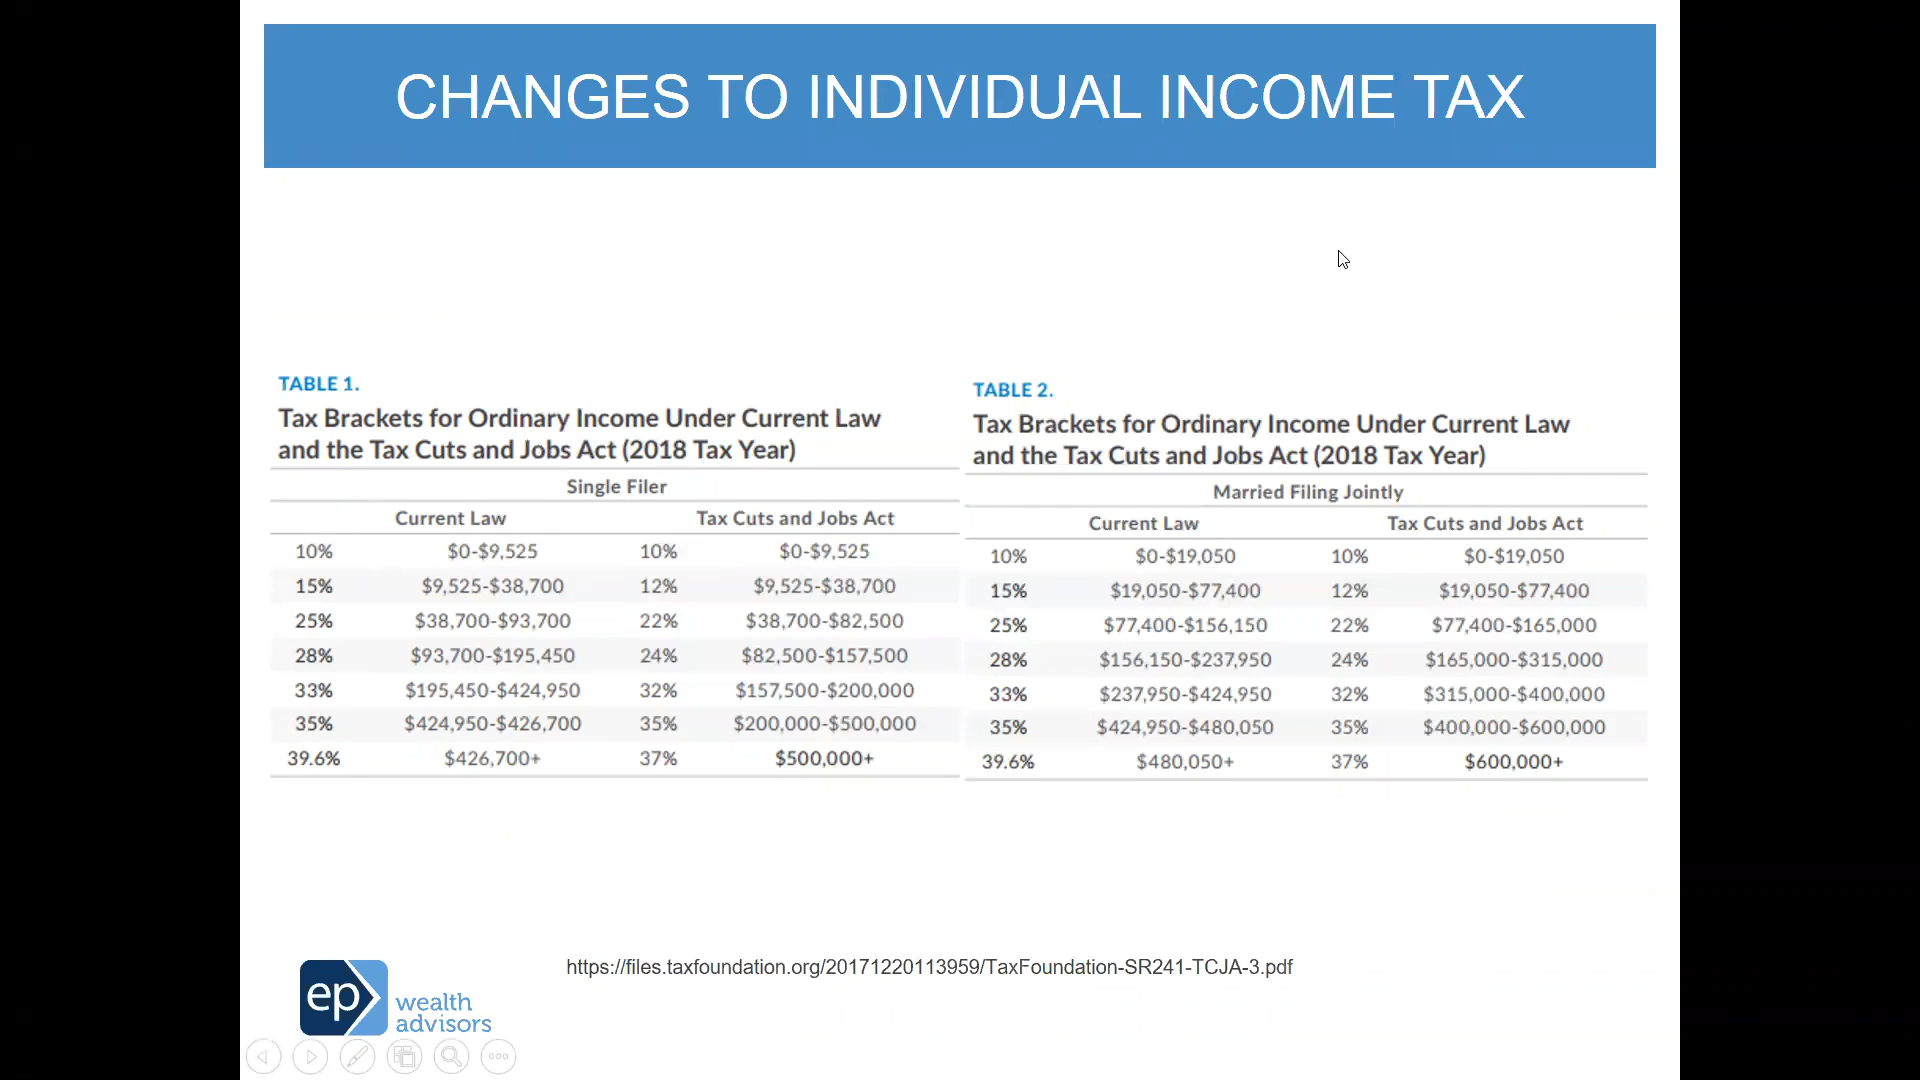 CHANGES TO INDIVIDUAL INCOME TAX
TABLE 1.
Tax Brackets for Ordinary Income Under Current Law
and the Tax Cuts and Jobs Act (2018 Tax Year)
Single Filer
Current Law Tax Cuts and Jobs Act
10% $0-$9,525 10% $0-$9,525
15% $9,525-$38,700 12% $9,525-$38,700
25% $38,700-$93,700 22% $38,700-$82,500
28% $93,700-$195,450 24% $82,500-$157,500
33% $195,450-$424,950 32% $157,500-$200,000
35% $424,950-$426,700 35% $200,000-$500,000
39.6% $426,700+ 37% $500,000+
TABLE 2.
Tax Brackets for Ordinary Income Under Current Law
and the Tax Cuts and Jobs Act (2018 Tax Year)
Married Filing Jointly
Current Law Tax Cuts and Jobs Act
10% $0-$19,050 10% $0-$19,050
15% $19,050-$77,400 12% $19,050-$77,400
25% $77,400-$156,150 22% $77,400-$165,000
28% $156,150-$237,950 24% $165,000-$315,000
33% $237,950-$424,950 32% $315,000-$400,000
35% $424,950-$480,050 35% $400,000-$600,000
39.6% $480,050+ 37% $600,000+
https://files.taxfoundation.org/20171220113959/TaxFoundation-SR241-TCJA-3.pdf
ep wealth
advisors